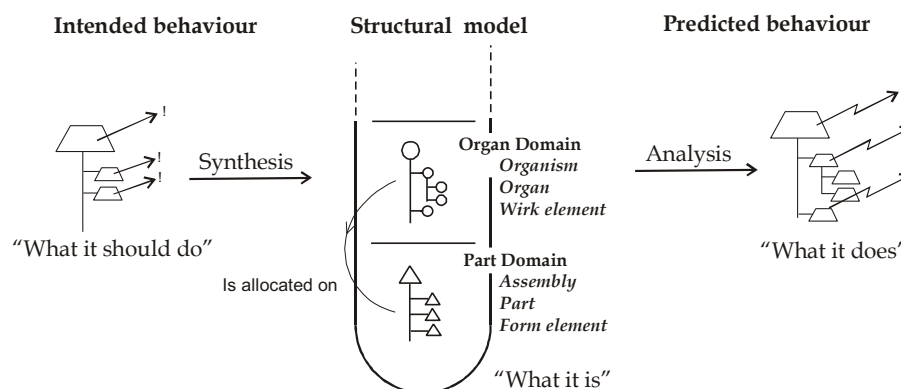 Intended behaviour
Structural model
Predicted behaviour
!
!
!
Synthesis
Organ Domain
Organism
Organ
Wirk element
Analysis
"What it should do"
Is allocated on
Part Domain
Assembly
Part
Form element
"What it does"
"What it is"